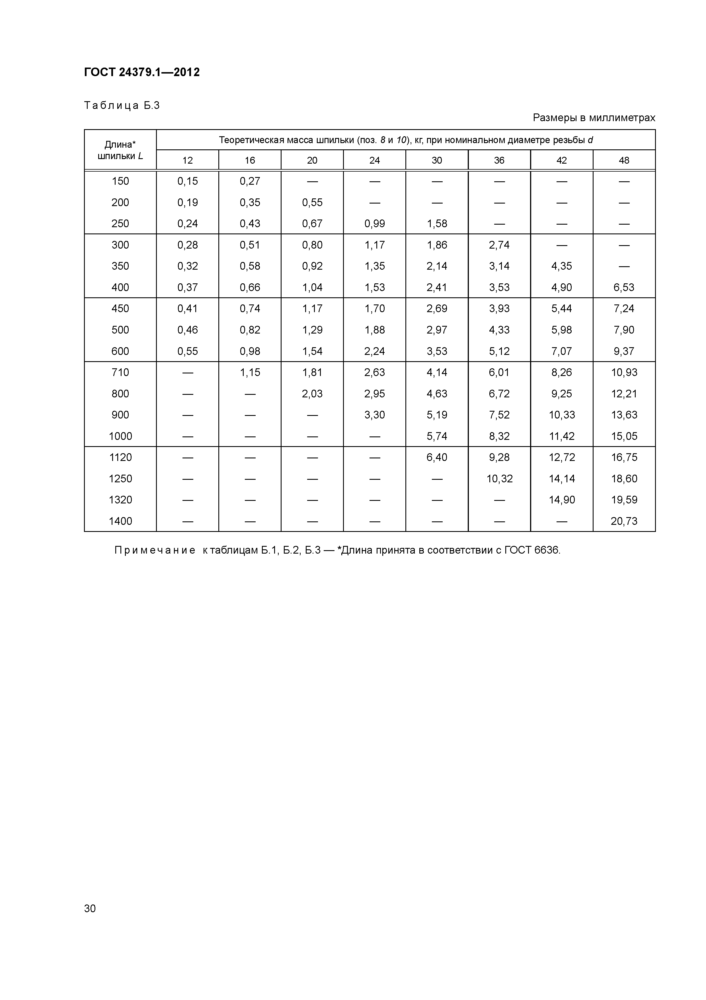 ГОСТ 24379.1—2012
Таблица Б.3
Размеры в миллиметрах
Длина* шпильки L | Теоретическая масса шпильки (поз. 8 и 10), кг, при номинальном диаметре резьбы d
12 16 20 24 30 36 42 48
150 0,15 0,27 — — — — — —
200 0,19 0,35 0,55 — — — — —
250 0,24 0,43 0,67 0,99 1,58 — — —
300 0,28 0,51 0,80 1,17 1,86 2,74 — —
350 0,32 0,58 0,92 1,35 2,14 3,14 4,35 —
400 0,37 0,66 1,04 1,53 2,41 3,53 4,90 6,53
450 0,41 0,74 1,17 1,70 2,69 3,93 5,44 7,24
500 0,46 0,82 1,29 1,88 2,97 4,33 5,98 7,90
600 0,55 0,98 1,54 2,24 3,53 5,12 7,07 9,37
710 — 1,15 1,81 2,63 4,14 6,01 8,26 10,93
800 — — 2,03 2,95 4,63 6,72 9,25 12,21
900 — — — 3,30 5,19 7,52 10,33 13,63
1000 — — — — 5,74 8,32 11,42 15,05
1120 — — — — 6,40 9,28 12,72 16,75
1250 — — — — — 10,32 14,14 18,60
1320 — — — — — — 14,90 19,59
1400 — — — — — — — 20,73
Примечание к таблицам Б.1, Б.2, Б.3 — *Длина принята в соответствии с ГОСТ 6636.
30